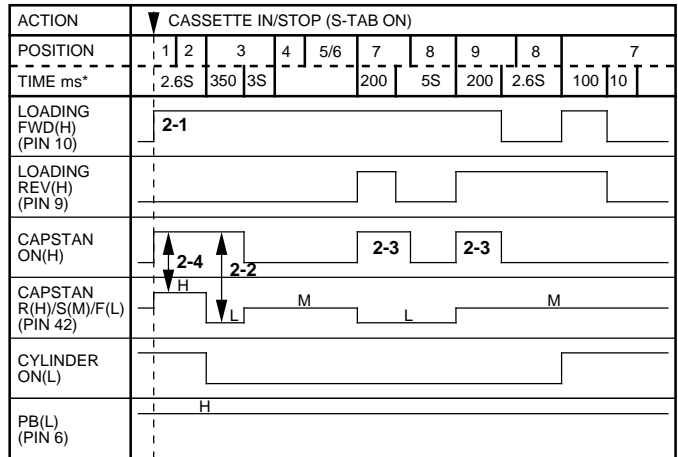 ACTION CASSETTE IN/STOP (S-TAB ON)
POSITION 1 2 3 4 5/6 7 8 9 8 7
TIME ms* 2.6S 350 3S 200 5S 200 2.6S 100 10
LOADING
FWD(H)
(PIN 10)
2-1
LOADING
REV(H)
(PIN 9)
CAPSTAN
ON(H)
2-4 2-2 2-3 2-3
CAPSTAN
R(H)/S(M)/F(L)
(PIN 42)
H L M L M
CYLINDER
ON(L)
PB(L)
(PIN 6)
H